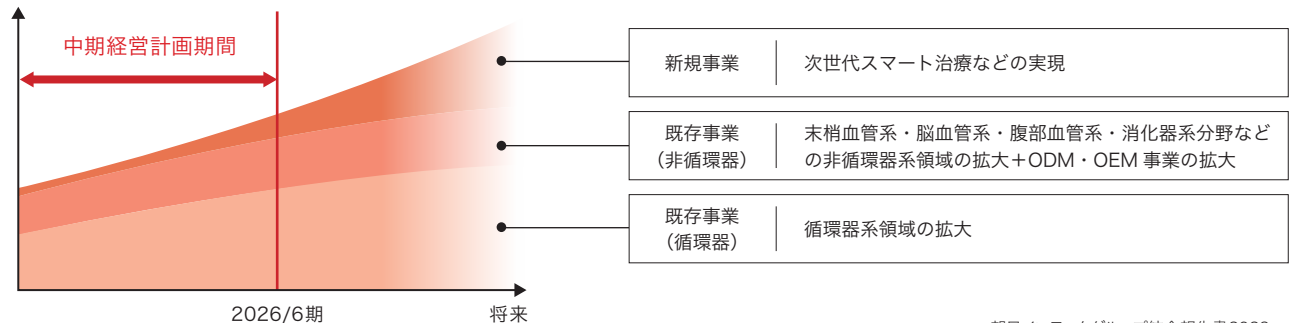 中期経営計画期間
新規事業 次世代スマート治療などの実現
既存事業
(非循環器)
末梢血管系・脳血管系・腹部血管系・消化器系分野など
の非循環器系領域の拡大＋ODM・OEM 事業の拡大
既存事業
(循環器)
循環器系領域の拡大
2026/6期
将来